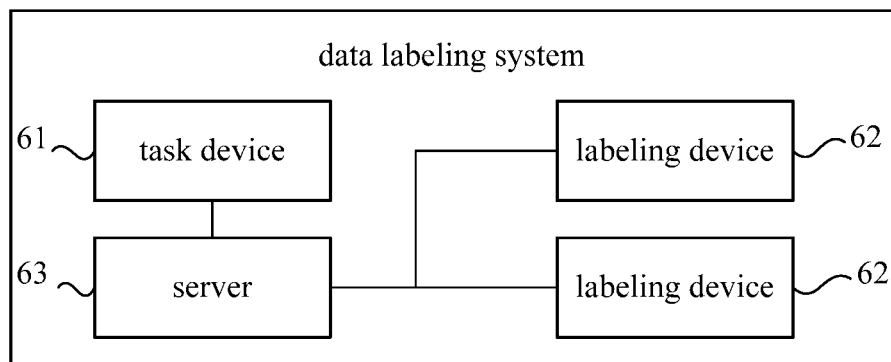 data labeling system
61
task device
labeling device
62
63
server
labeling device
62